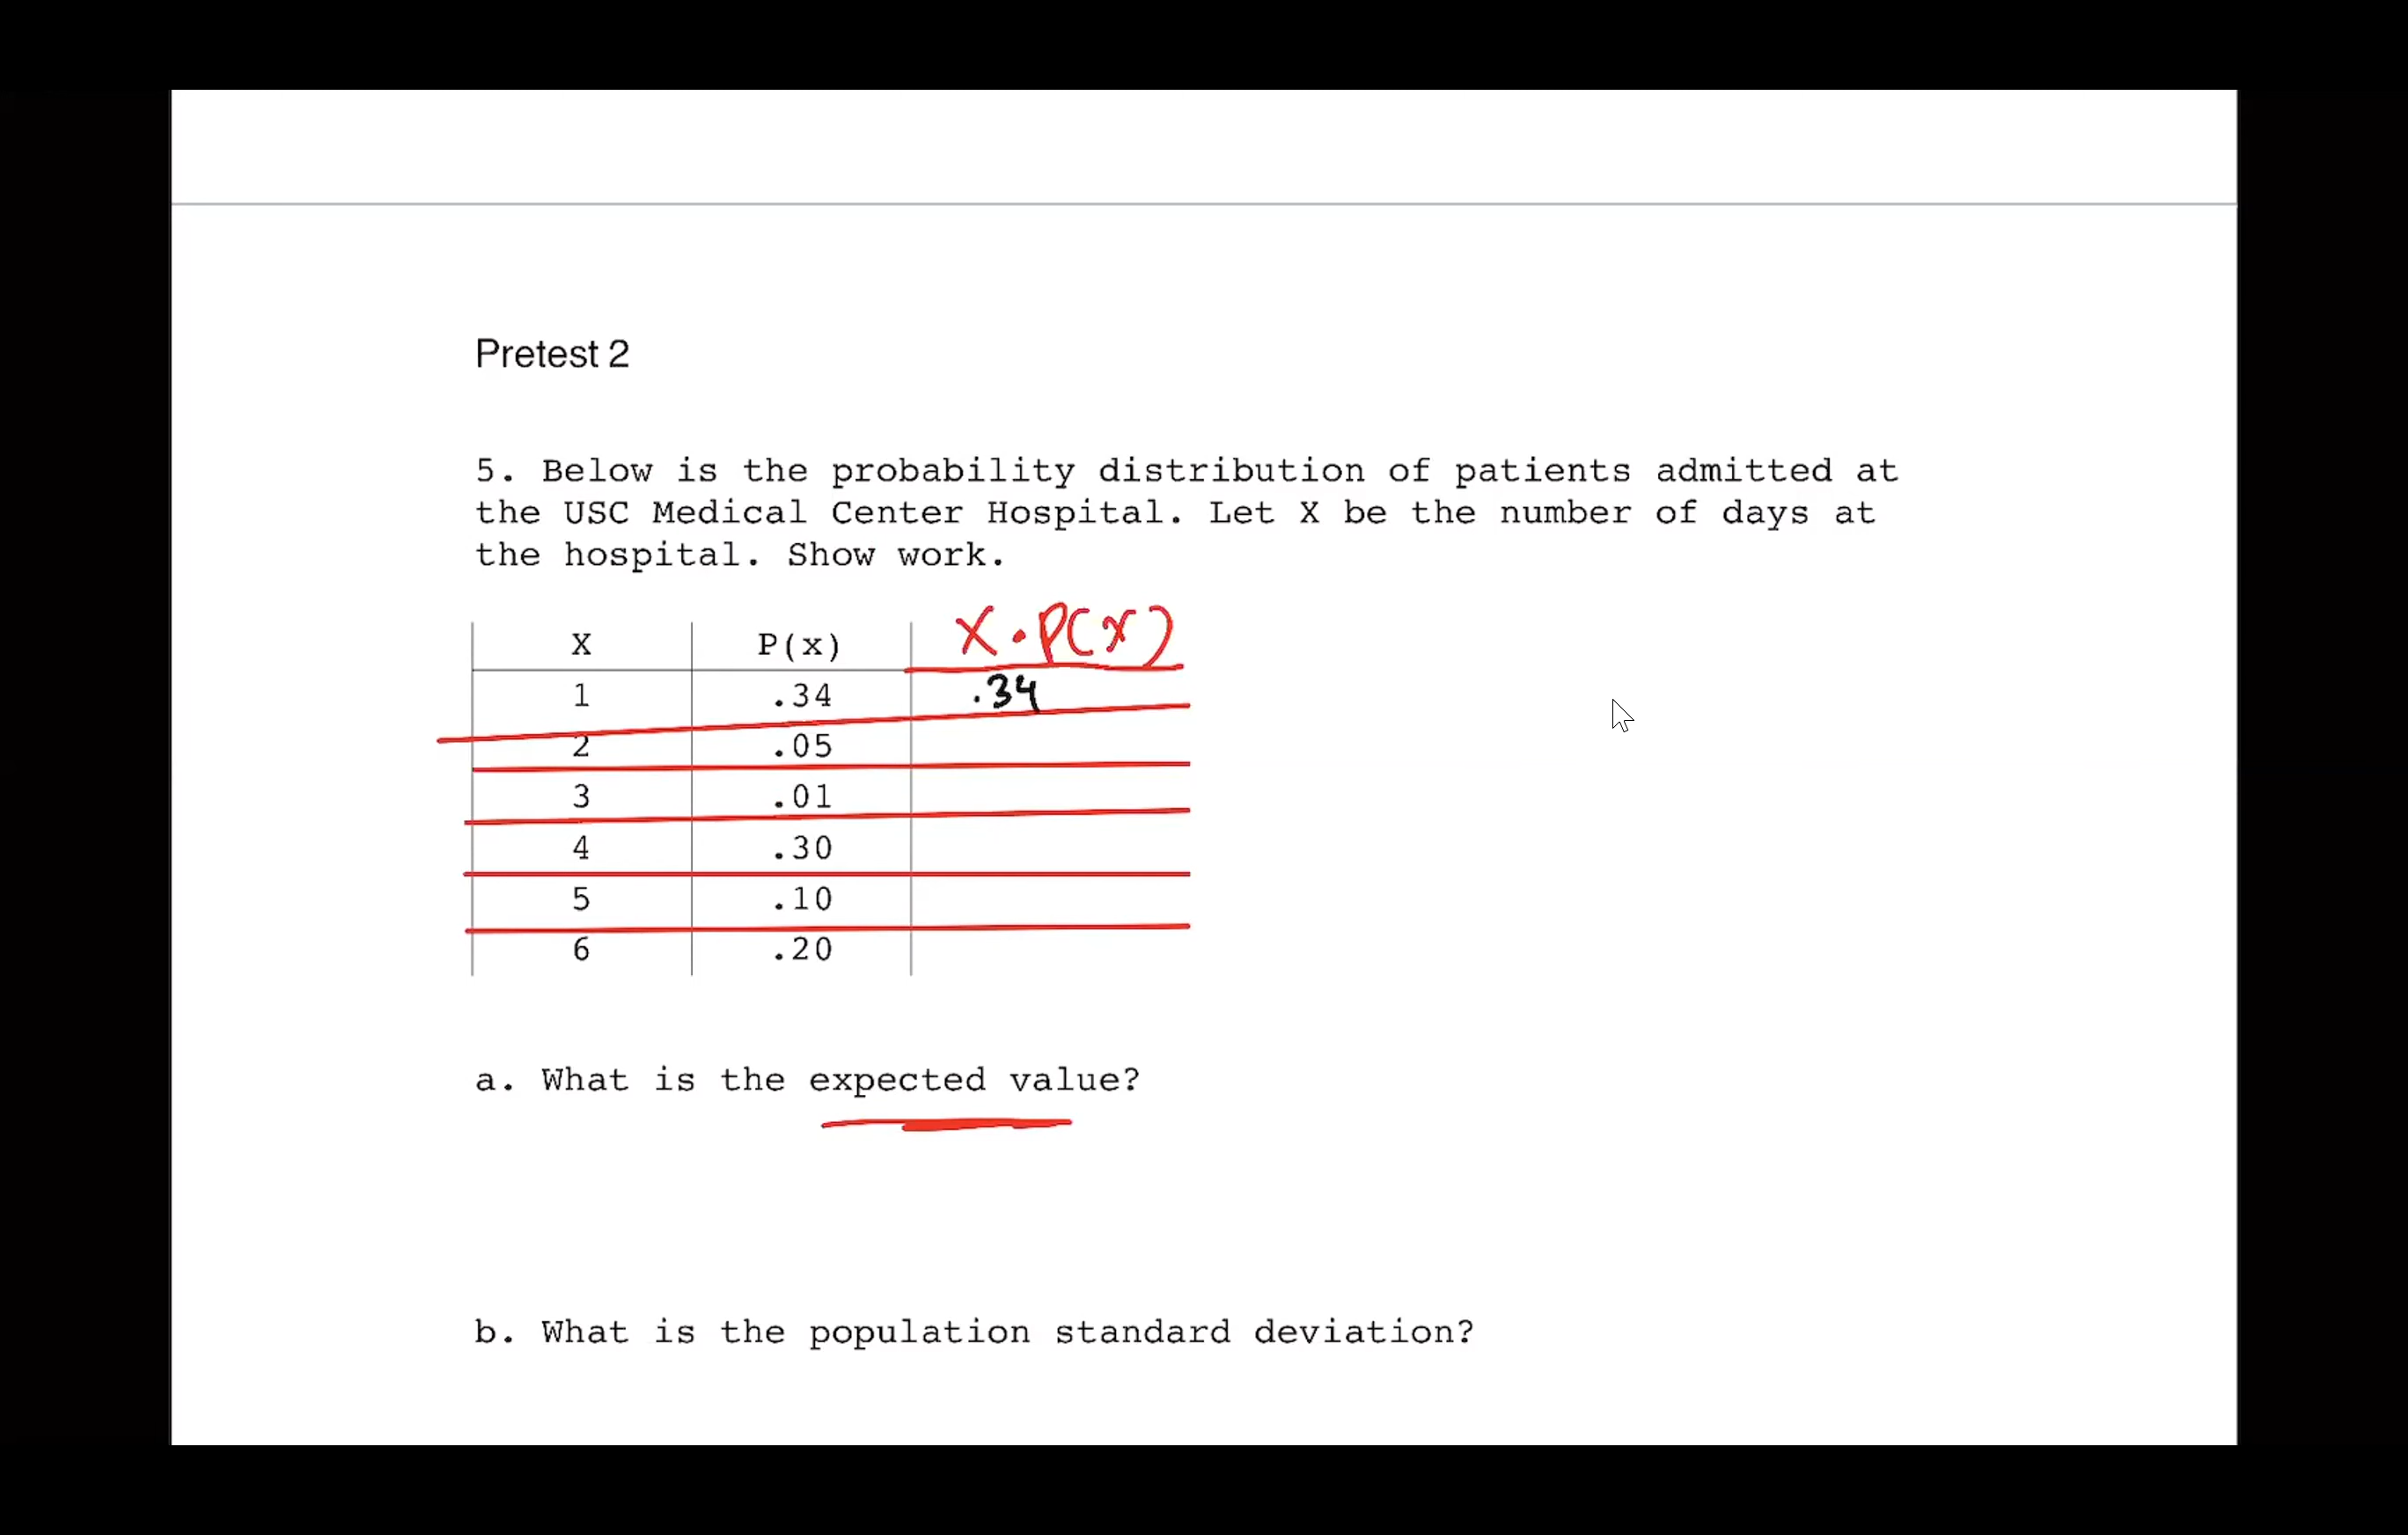 Pretest 2
5. Below is the probability distribution of patients admitted at
the USC Medical Center Hospital. Let X be the number of days at
the hospital. Show work.
X P(x) X • P(x)
1 .34 .34
2 .05
3 .01
4 .30
5 .10
6 .20
a. What is the expected value?
b. What is the population standard deviation?